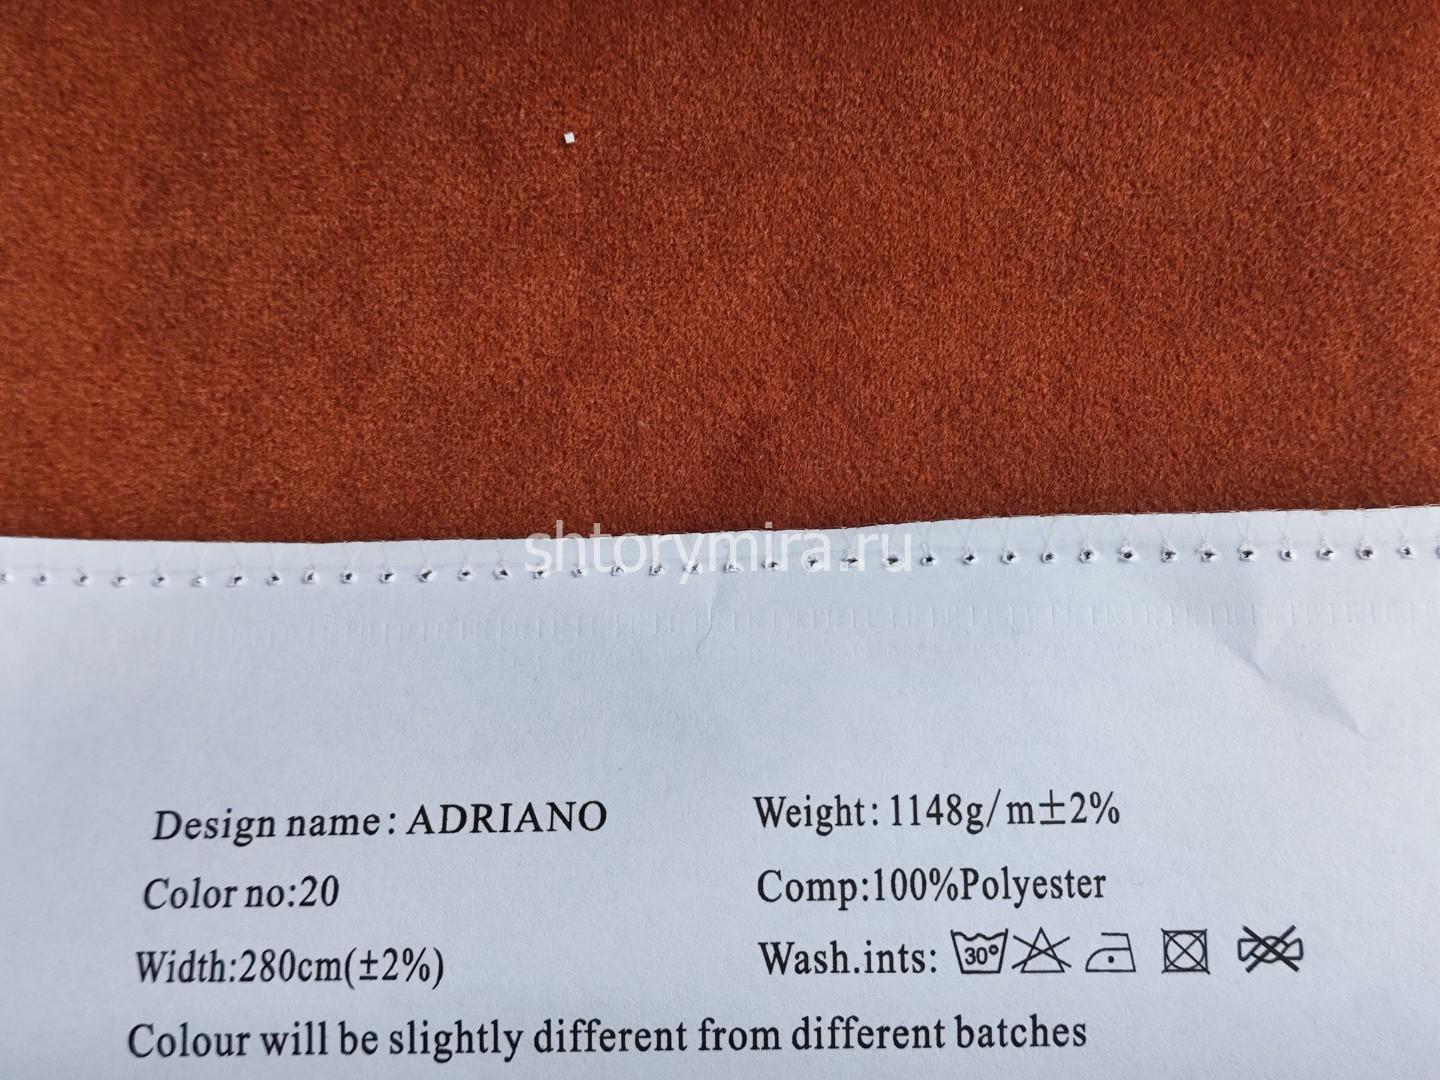 shtorymira.ru
Design name: ADRIANO
Color no:20
Width:280cm(±2%)
Weight: 1148g/m±2%
Comp:100%Polyester
Wash.ints: 30°
Colour will be slightly different from different batches